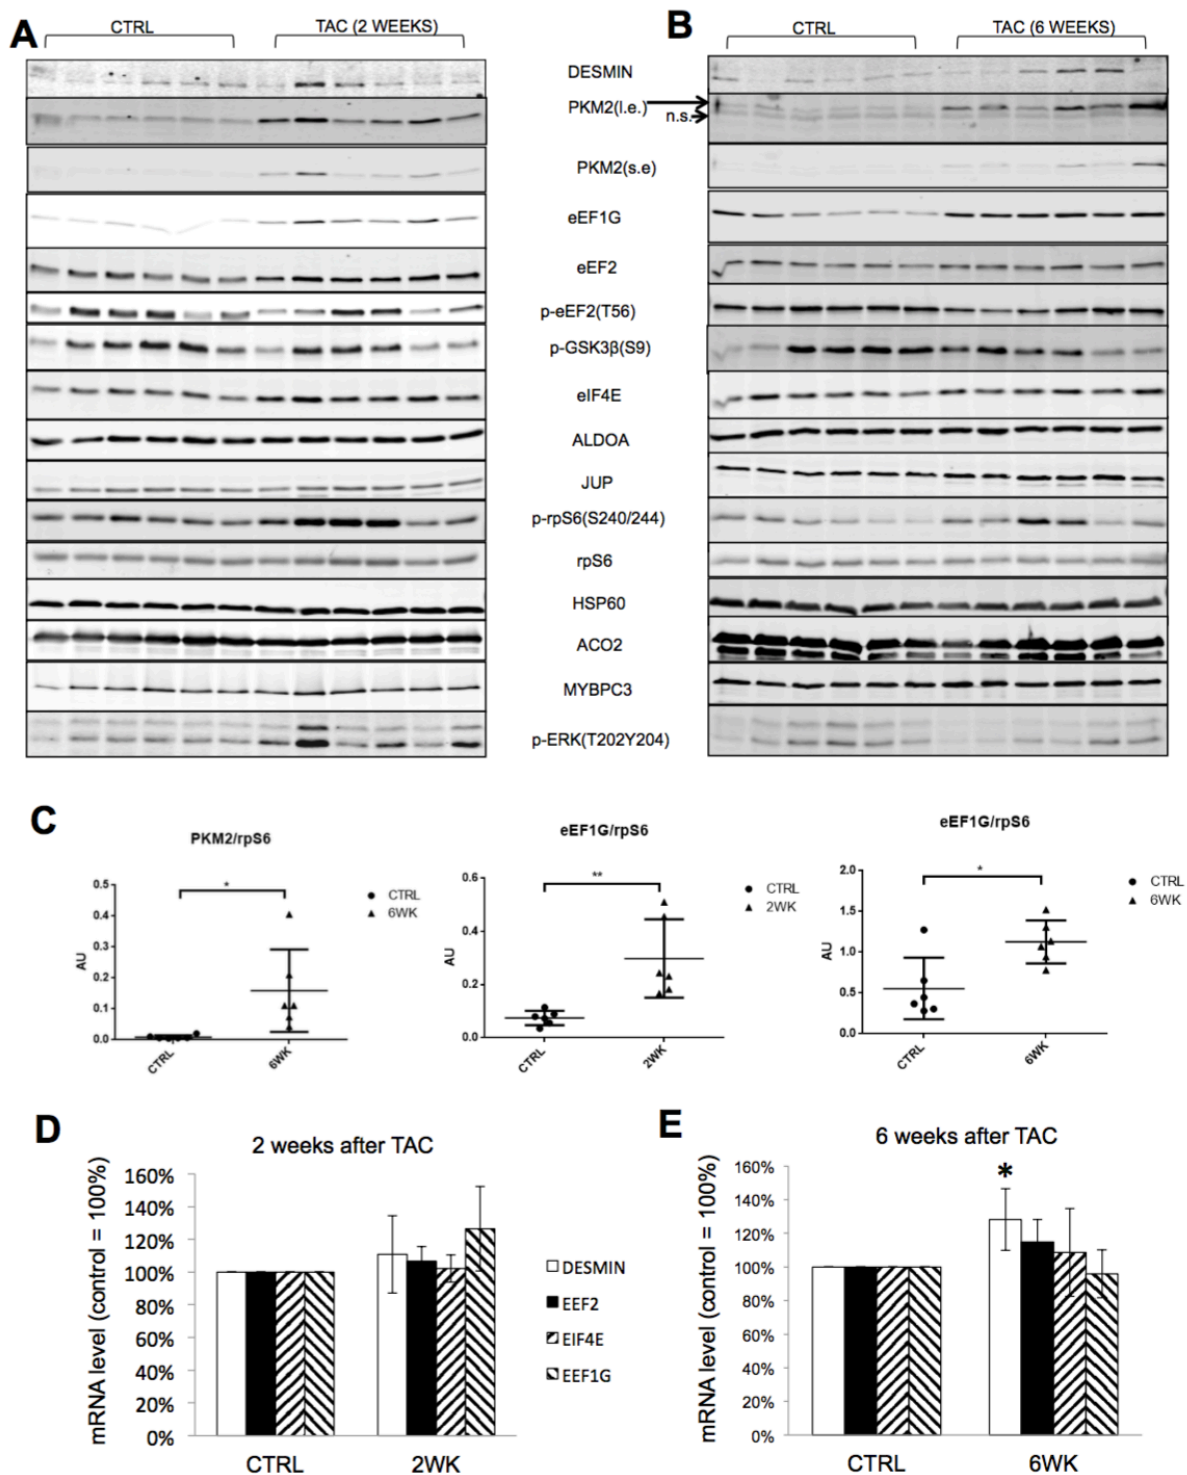 A
CTRL
TAC (2 WEEKS)
B
CTRL
TAC (6 WEEKS)
DESMIN
PKM2(l.e.)
n.s.
PKM2(s.e)
eEF1G
eEF2
p-eEF2(T56)
p-GSK3β(S9)
eIF4E
ALDOA
JUP
p-rpS6(S240/244)
rpS6
HSP60
ACO2
MYBPC3
p-ERK(T202Y204)
C
PKM2/rpS6
*
0.5
0.4
0.3
0.2
0.1
0.0
AU
CTRL
6WK
CTRL
6WK
eEF1G/rpS6
**
0.6
0.4
0.2
0.0
AU
CTRL
2WK
CTRL
2WK
eEF1G/rpS6
*
2.0
1.5
1.0
0.5
0.0
AU
CTRL
6WK
CTRL
6WK
D
2 weeks after TAC
mRNA level (control = 100%)
160%
140%
120%
100%
80%
60%
40%
20%
0%
CTRL
2WK
DESMIN
EEF2
EIF4E
EEF1G
E
6 weeks after TAC
mRNA level (control = 100%)
160%
140%
120%
100%
80%
60%
40%
20%
0%
*
CTRL
6WK